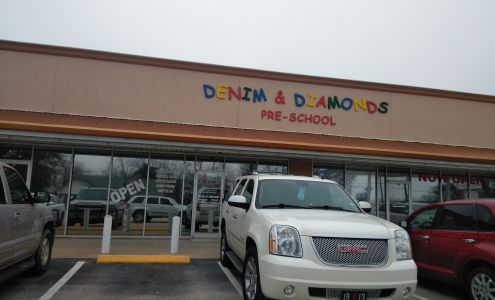 DENIM & DIAMONDS
PRE-SCHOOL
OPEN
GMC